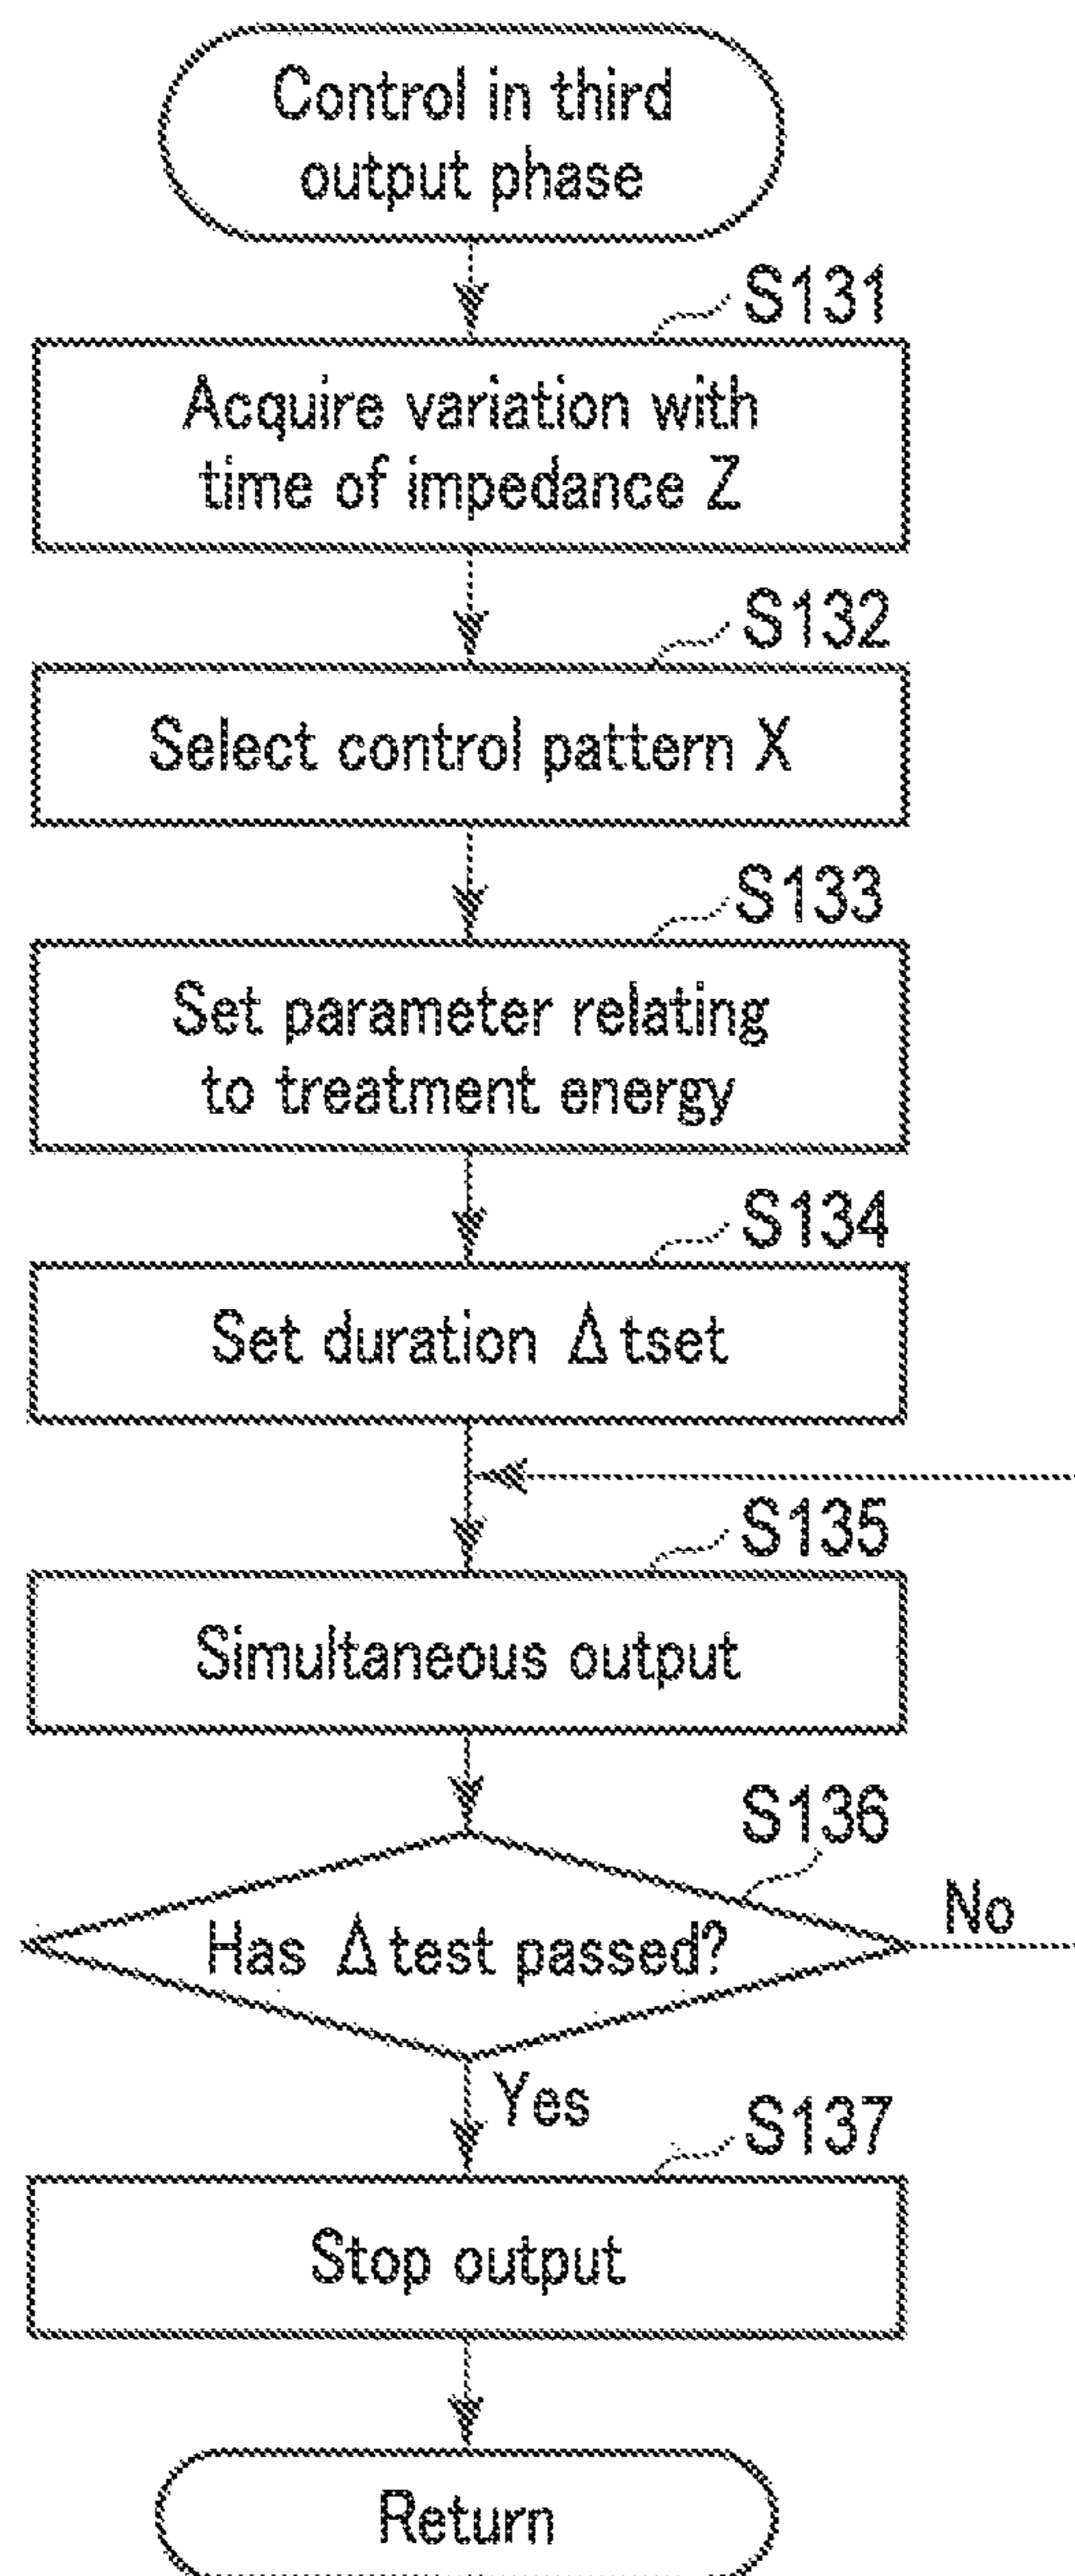 Control in third
output phase
S131
Acquire variation with
time of impedance Z
S132
Select control pattern X
S133
Set parameter relating
to treatment energy
S134
Set duration Δtset
S135
Simultaneous output
S136
Has Δtest passed?
No
Yes
S137
Stop output
Return